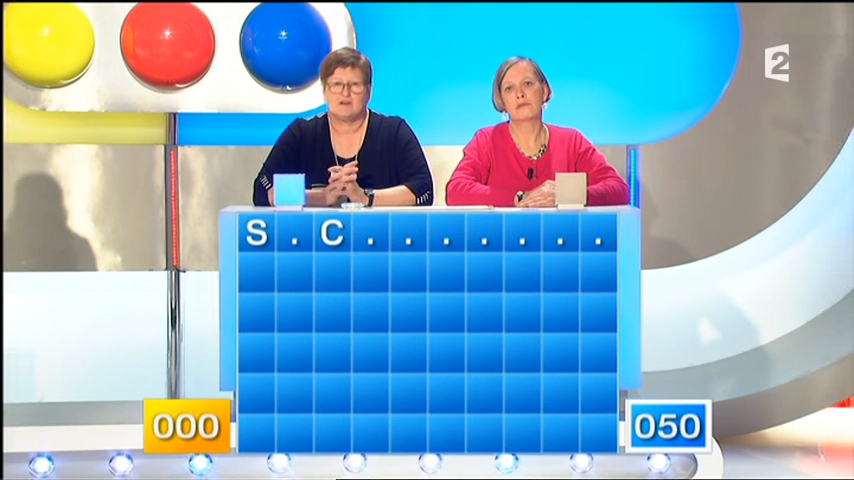 2
S . C . . . . . . .
000
050